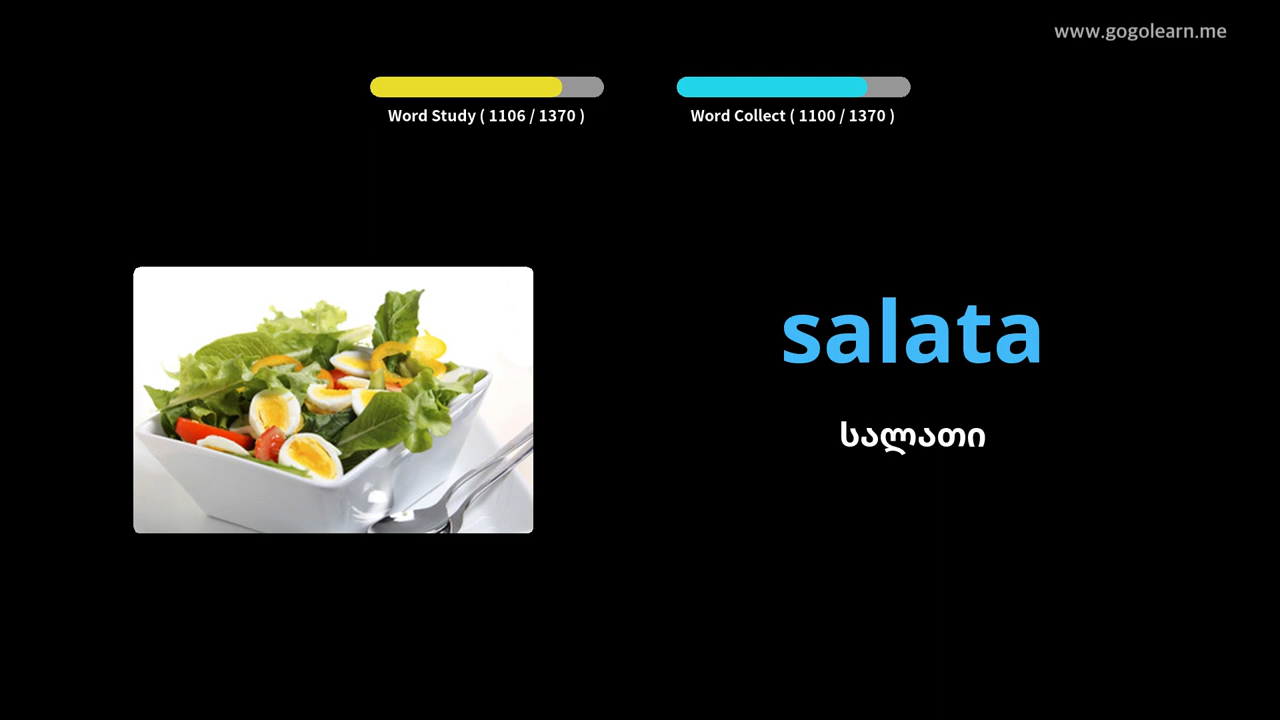 www.gogolearn.me
Word Study ( 1106 / 1370 )
Word Collect ( 1100 / 1370 )
salata
სალათი